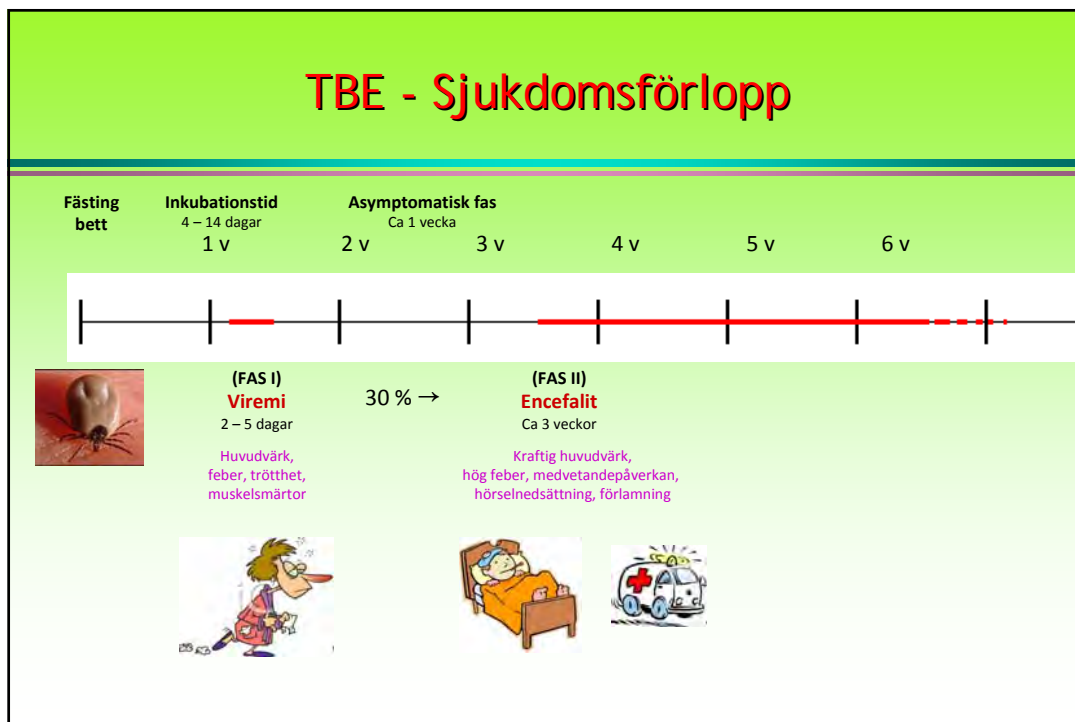 TBE - Sjukdomsförlopp
Fästing
bett
Inkubationstid
4 – 14 dagar
Asymptomatisk fas
Ca 1 vecka
1 v
2 v
3 v
4 v
5 v
6 v
(FAS I)
Viremi
2 – 5 dagar
30 % →
(FAS II)
Encefalit
Ca 3 veckor
Huvudvärk,
feber, trötthet,
muskelsmärtor
Kraftig huvudvärk,
hög feber, medvetandepåverkan,
hörselnedsättning, förlamning